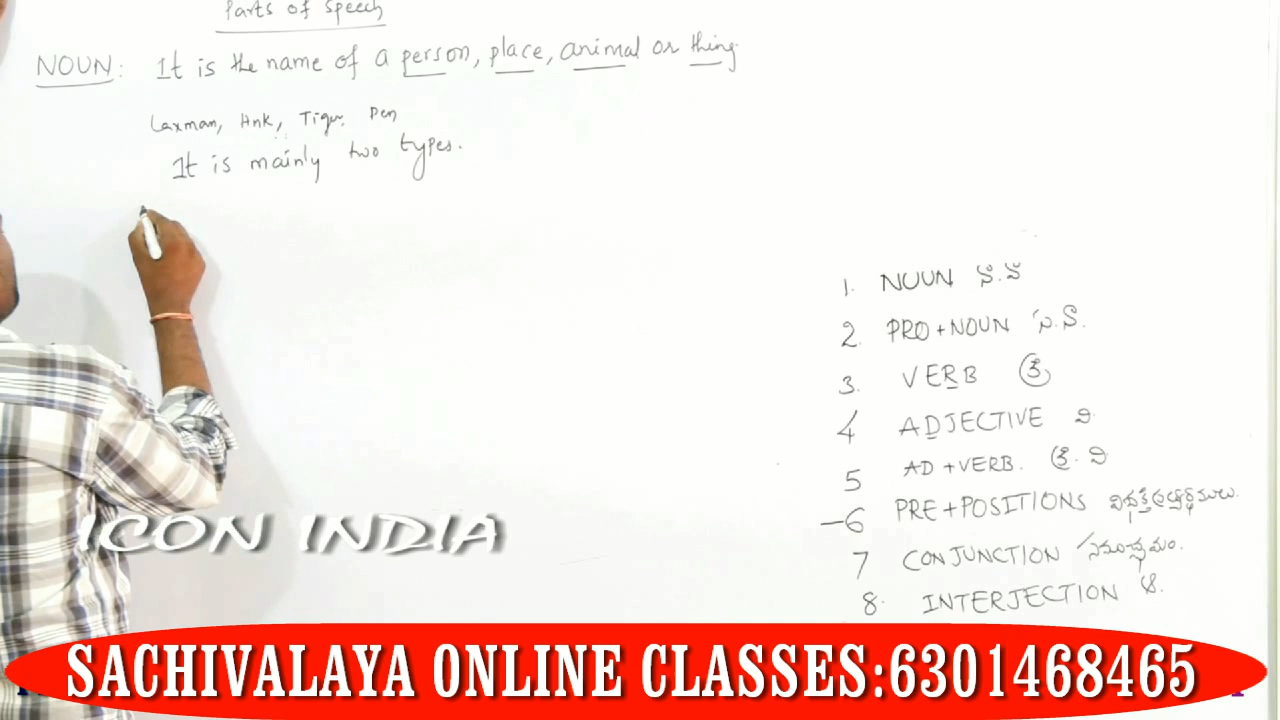 Parts of Speech
NOUN: It is the name of a person, place, animal or thing.
Laxman, Hnk, Tiger. Pen
It is mainly two types.
1. NOUN నా.వా
2. PRO+NOUN స.నా.
3. VERB క్రి
4 ADJECTIVE వి
5 AD+VERB. క్రి.వి
-6 PRE+POSITIONS
7 CONJUNCTION
8. INTERJECTION ఆ.
ICON INDIA
SACHIVALAYA ONLINE CLASSES:6301468465